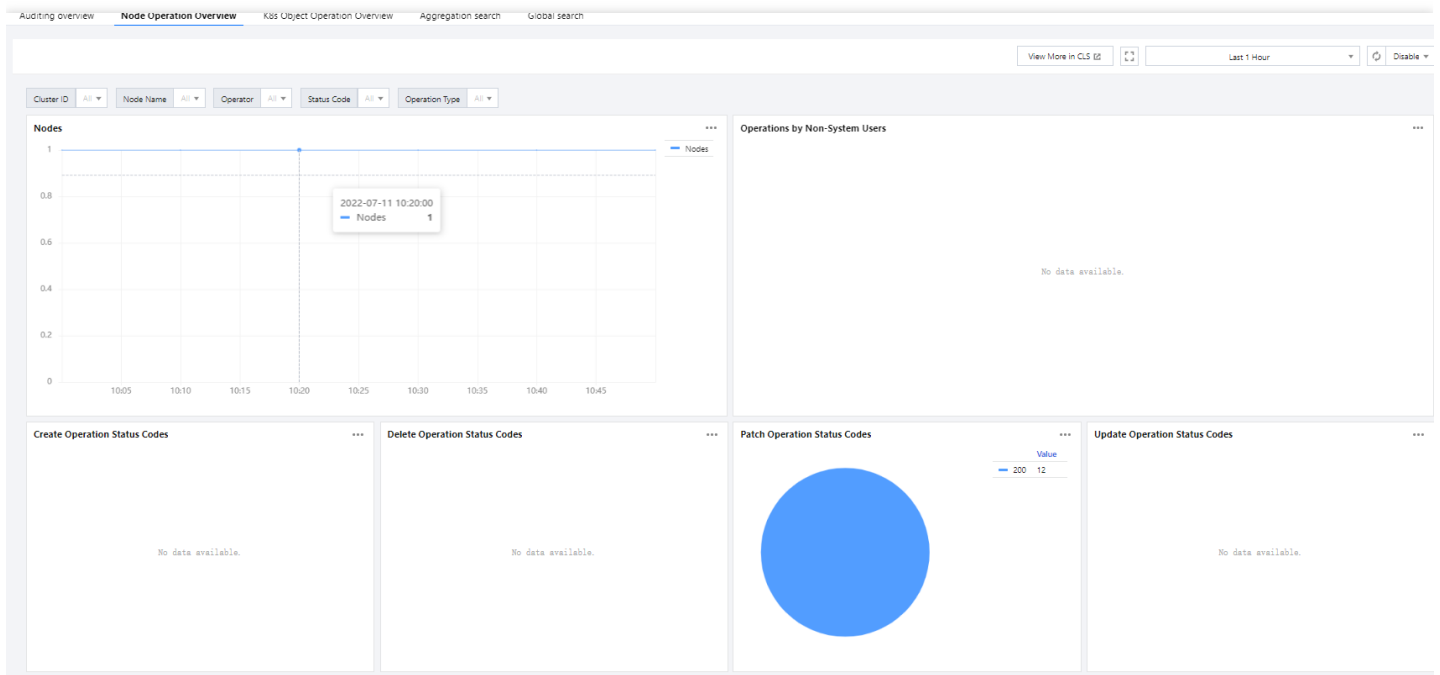 Auditing overview Node Operation Overview K8s Object Operation Overview Aggregation search Global search
View More in CLS Last 1 Hour Disable
Cluster ID All Node Name All Operator All Status Code All Operation Type All
Nodes
Nodes
1
0.8
0.6
0.4
0.2
0
2022-07-11 10:20:00
Nodes 1
10:05 10:10 10:15 10:20 10:25 10:30 10:35 10:40 10:45
Operations by Non-System Users
No data available.
Create Operation Status Codes
No data available.
Delete Operation Status Codes
No data available.
Patch Operation Status Codes
Value
200 12
Update Operation Status Codes
No data available.